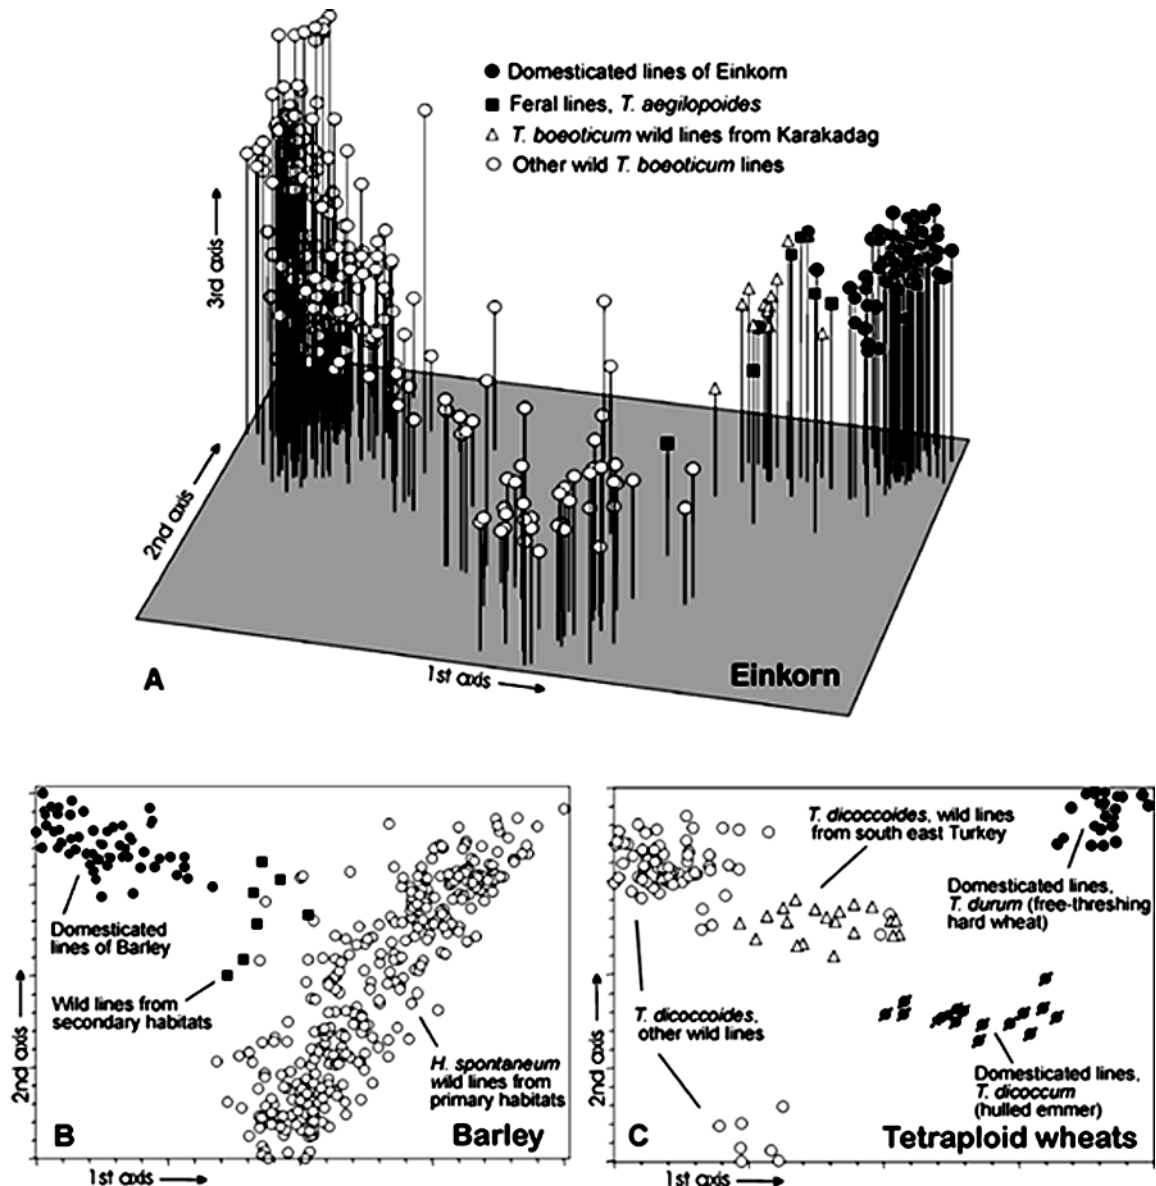 Domesticated lines of Einkorn
Feral lines, T. aegilopoides
T. boeoticum wild lines from Karakadag
Other wild T. boeoticum lines
3rd axis
2nd axis
1st axis
A
Einkorn
Domesticated
lines of Barley
Wild lines from
secondary habitats
H. spontaneum
wild lines from
primary habitats
2nd axis
B
Barley
1st axis
T. dicoccoides, wild lines
from south east Turkey
Domesticated lines,
T. durum (free-threshing
hard wheat)
T. dicoccoides,
other wild lines
Domesticated lines,
T. dicoccum
(hulled emmer)
2nd axis
C
Tetraploid wheats
1st axis